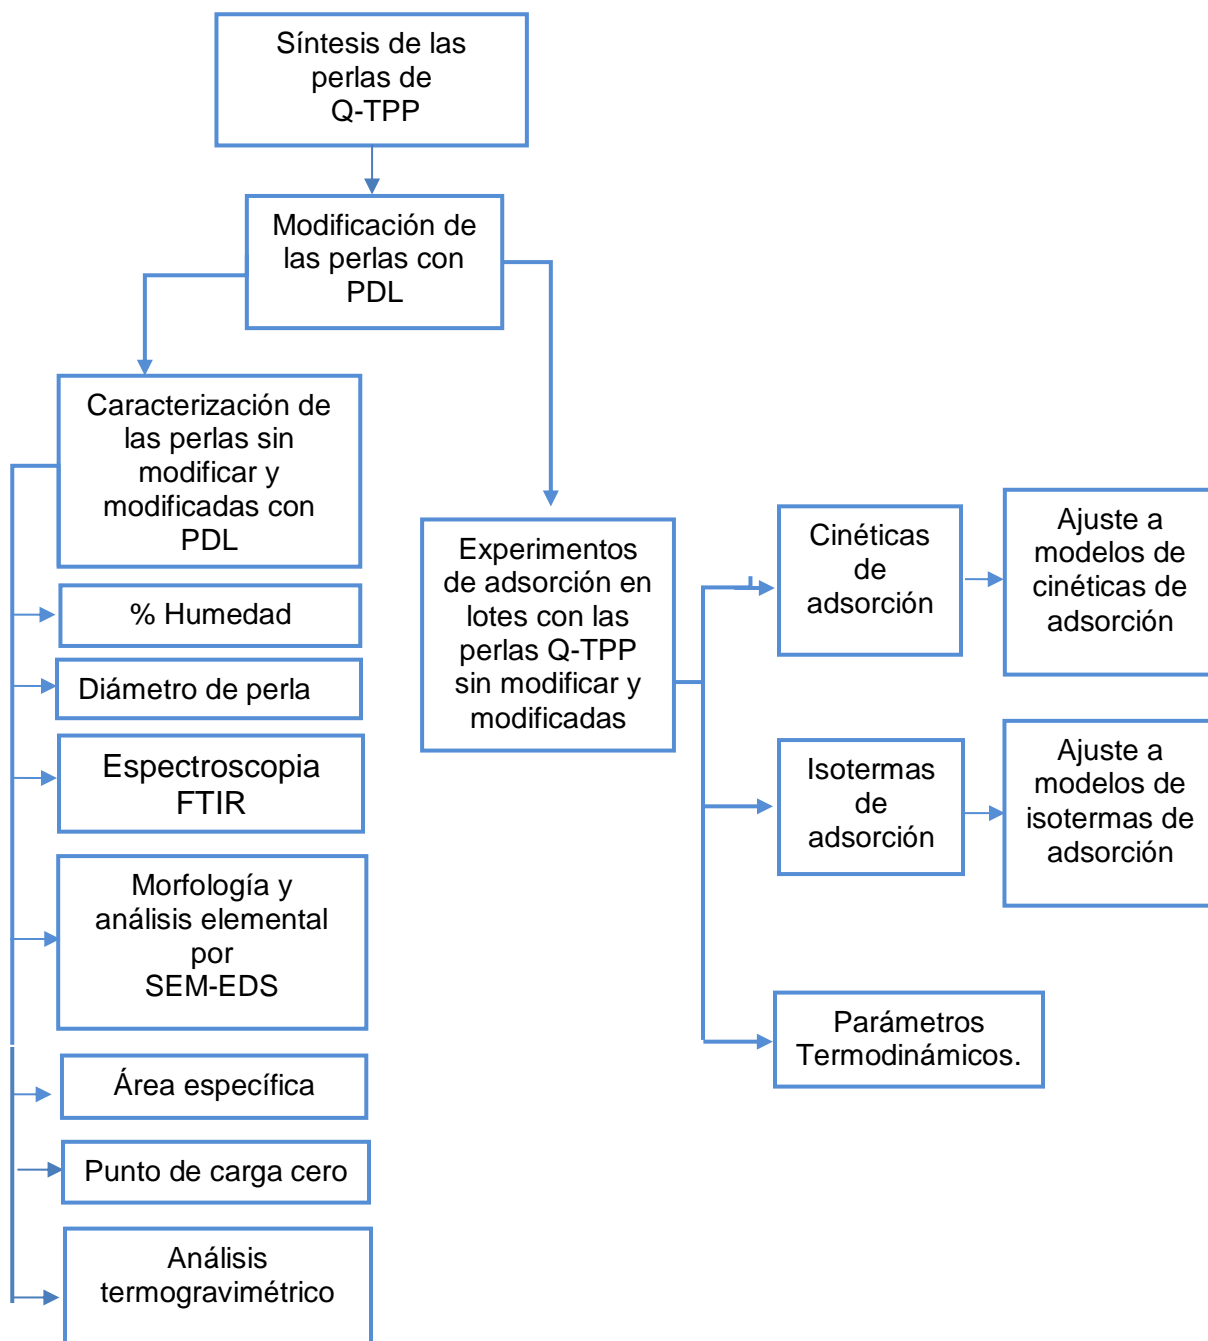 Síntesis de las
perlas de
Q-TPP
Modificación de
las perlas con
PDL
Caracterización de
las perlas sin
modificar y
modificadas con
PDL
% Humedad
Diámetro de perla
Espectroscopia
FTIR
Morfología y
análisis elemental
por
SEM-EDS
Área específica
Punto de carga cero
Análisis
termogravimétrico
Experimentos
de adsorción en
lotes con las
perlas Q-TPP
sin modificar y
modificadas
Cinéticas
de
adsorción
Ajuste a
modelos de
cinéticas de
adsorción
Isotermas
de
adsorción
Ajuste a
modelos de
isotermas de
adsorción
Parámetros
Termodinámicos.